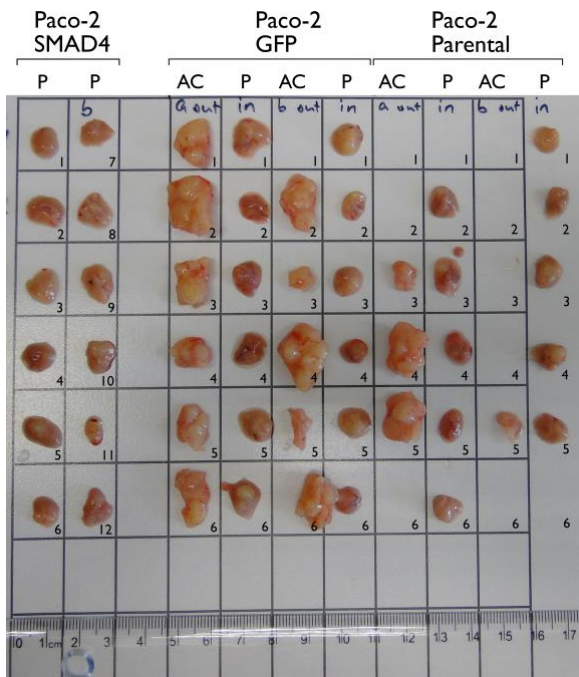 Paco-2 Paco-2 Paco-2
SMAD4 GFP Parental
P P AC P AC P AC P AC P
b a out in b out in a out in b out in
1 7 1 1 1 1 1 1 1 1
2 8 2 2 2 2 2 2 2 2
3 9 3 3 3 3 3 3 3 3
4 10 4 4 4 4 4 4 4 4
5 11 5 5 5 5 5 5 5 5
6 12 6 6 6 6 6 6 6
0 1 cm 2 3 4 5 6 7 8 9 10 11 12 13 14 15 16 17